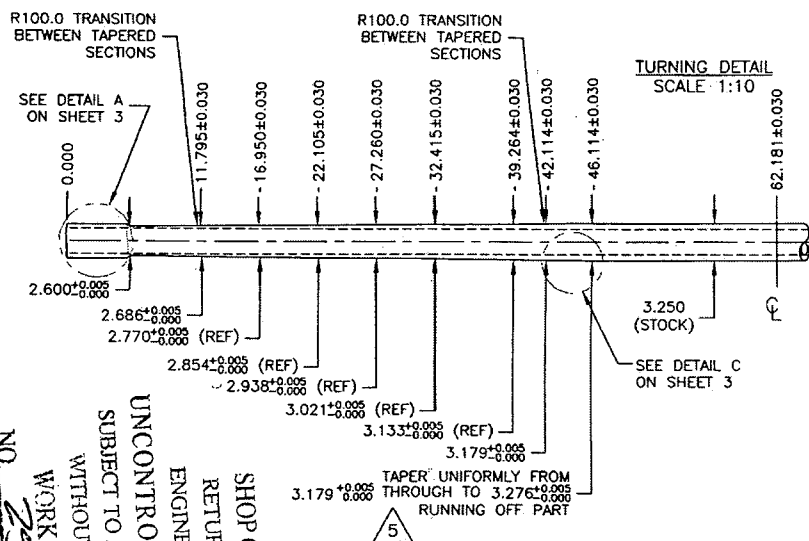 R100.0 TRANSITION
BETWEEN TAPERED
SECTIONS
R100.0 TRANSITION
BETWEEN TAPERED
SECTIONS
TURNING DETAIL
SCALE 1:10
SEE DETAIL A
ON SHEET 3
0.000
11.795±0.030
16.950±0.030
22.105±0.030
27.260±0.030
32.415±0.030
39.264±0.030
42.114±0.030
46.114±0.030
62.181±0.030
2.600+0.005-0.000
2.686+0.005-0.000
2.770+0.005-0.000 (REF)
2.854+0.005-0.000 (REF)
2.938+0.005-0.000 (REF)
3.021+0.005-0.000 (REF)
3.133+0.005-0.000 (REF)
3.179+0.005-0.000
3.250
(STOCK)
SEE DETAIL C
ON SHEET 3
TAPER UNIFORMLY FROM
3.179+0.005-0.000 THROUGH TO 3.276+0.005-0.000
RUNNING OFF PART
5
SHOP
RETUR
ENGINE
UNCONTRO
SUBJECT TO
WITHOU
WORK
NO